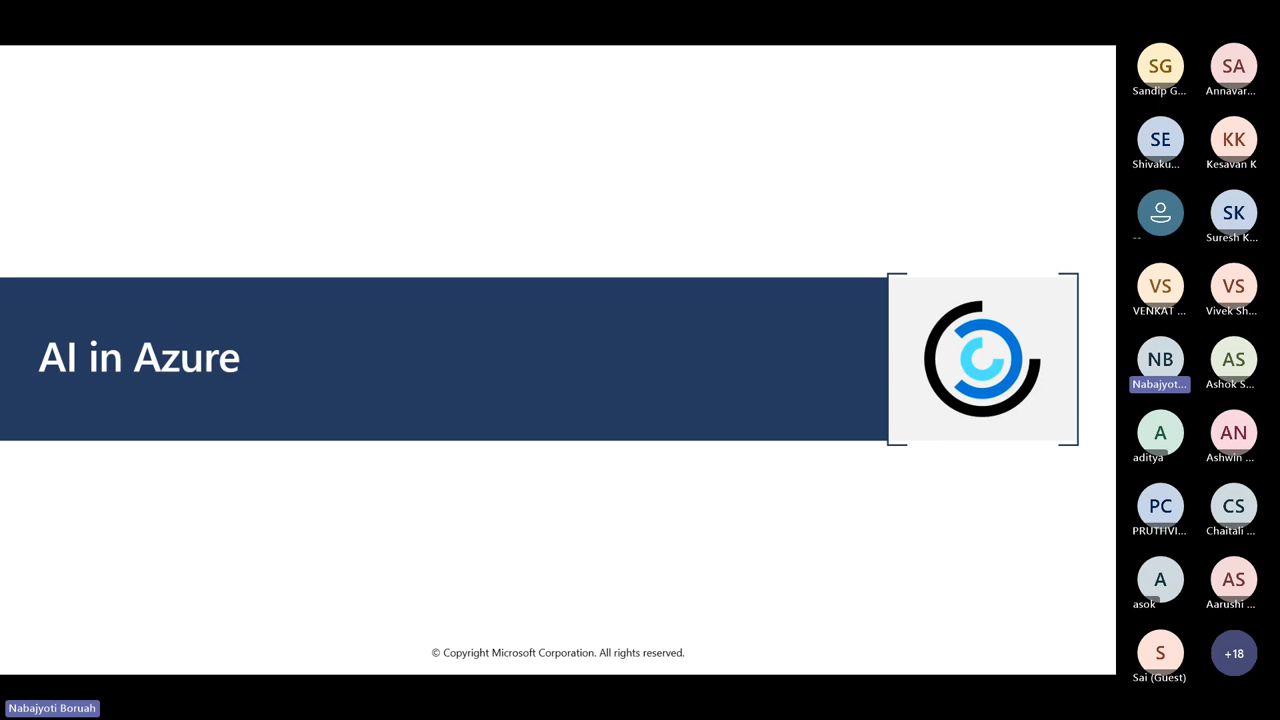 AI in Azure
© Copyright Microsoft Corporation. All rights reserved.
Nabajyoti Boruah
SG
Sandip G...
SA
Annavar...
SE
Shivaku...
KK
Kesavan K
--
SK
Suresh K...
VS
VENKAT ...
VS
Vivek Sh...
NB
Nabajyot...
AS
Ashok S...
A
aditya
AN
Ashwin ...
PC
PRUTHVI...
CS
Chaitali ...
A
asok
AS
Aarushi ...
S
Sai (Guest)
+18